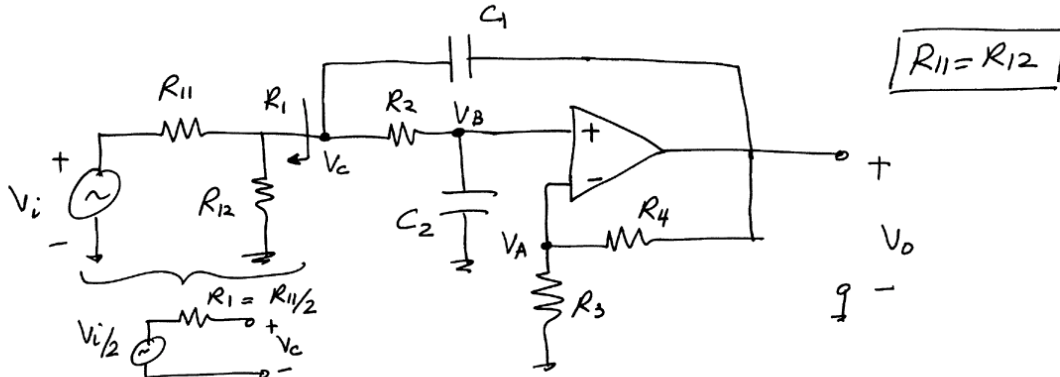 C1
R11 = R12
R11
R1
R2
VB
+
+
Vi
-
VC
R12
C2
-
+
VA
R4
V0
R3
-
R1 = R11/2
Vi/2
+
VC
-